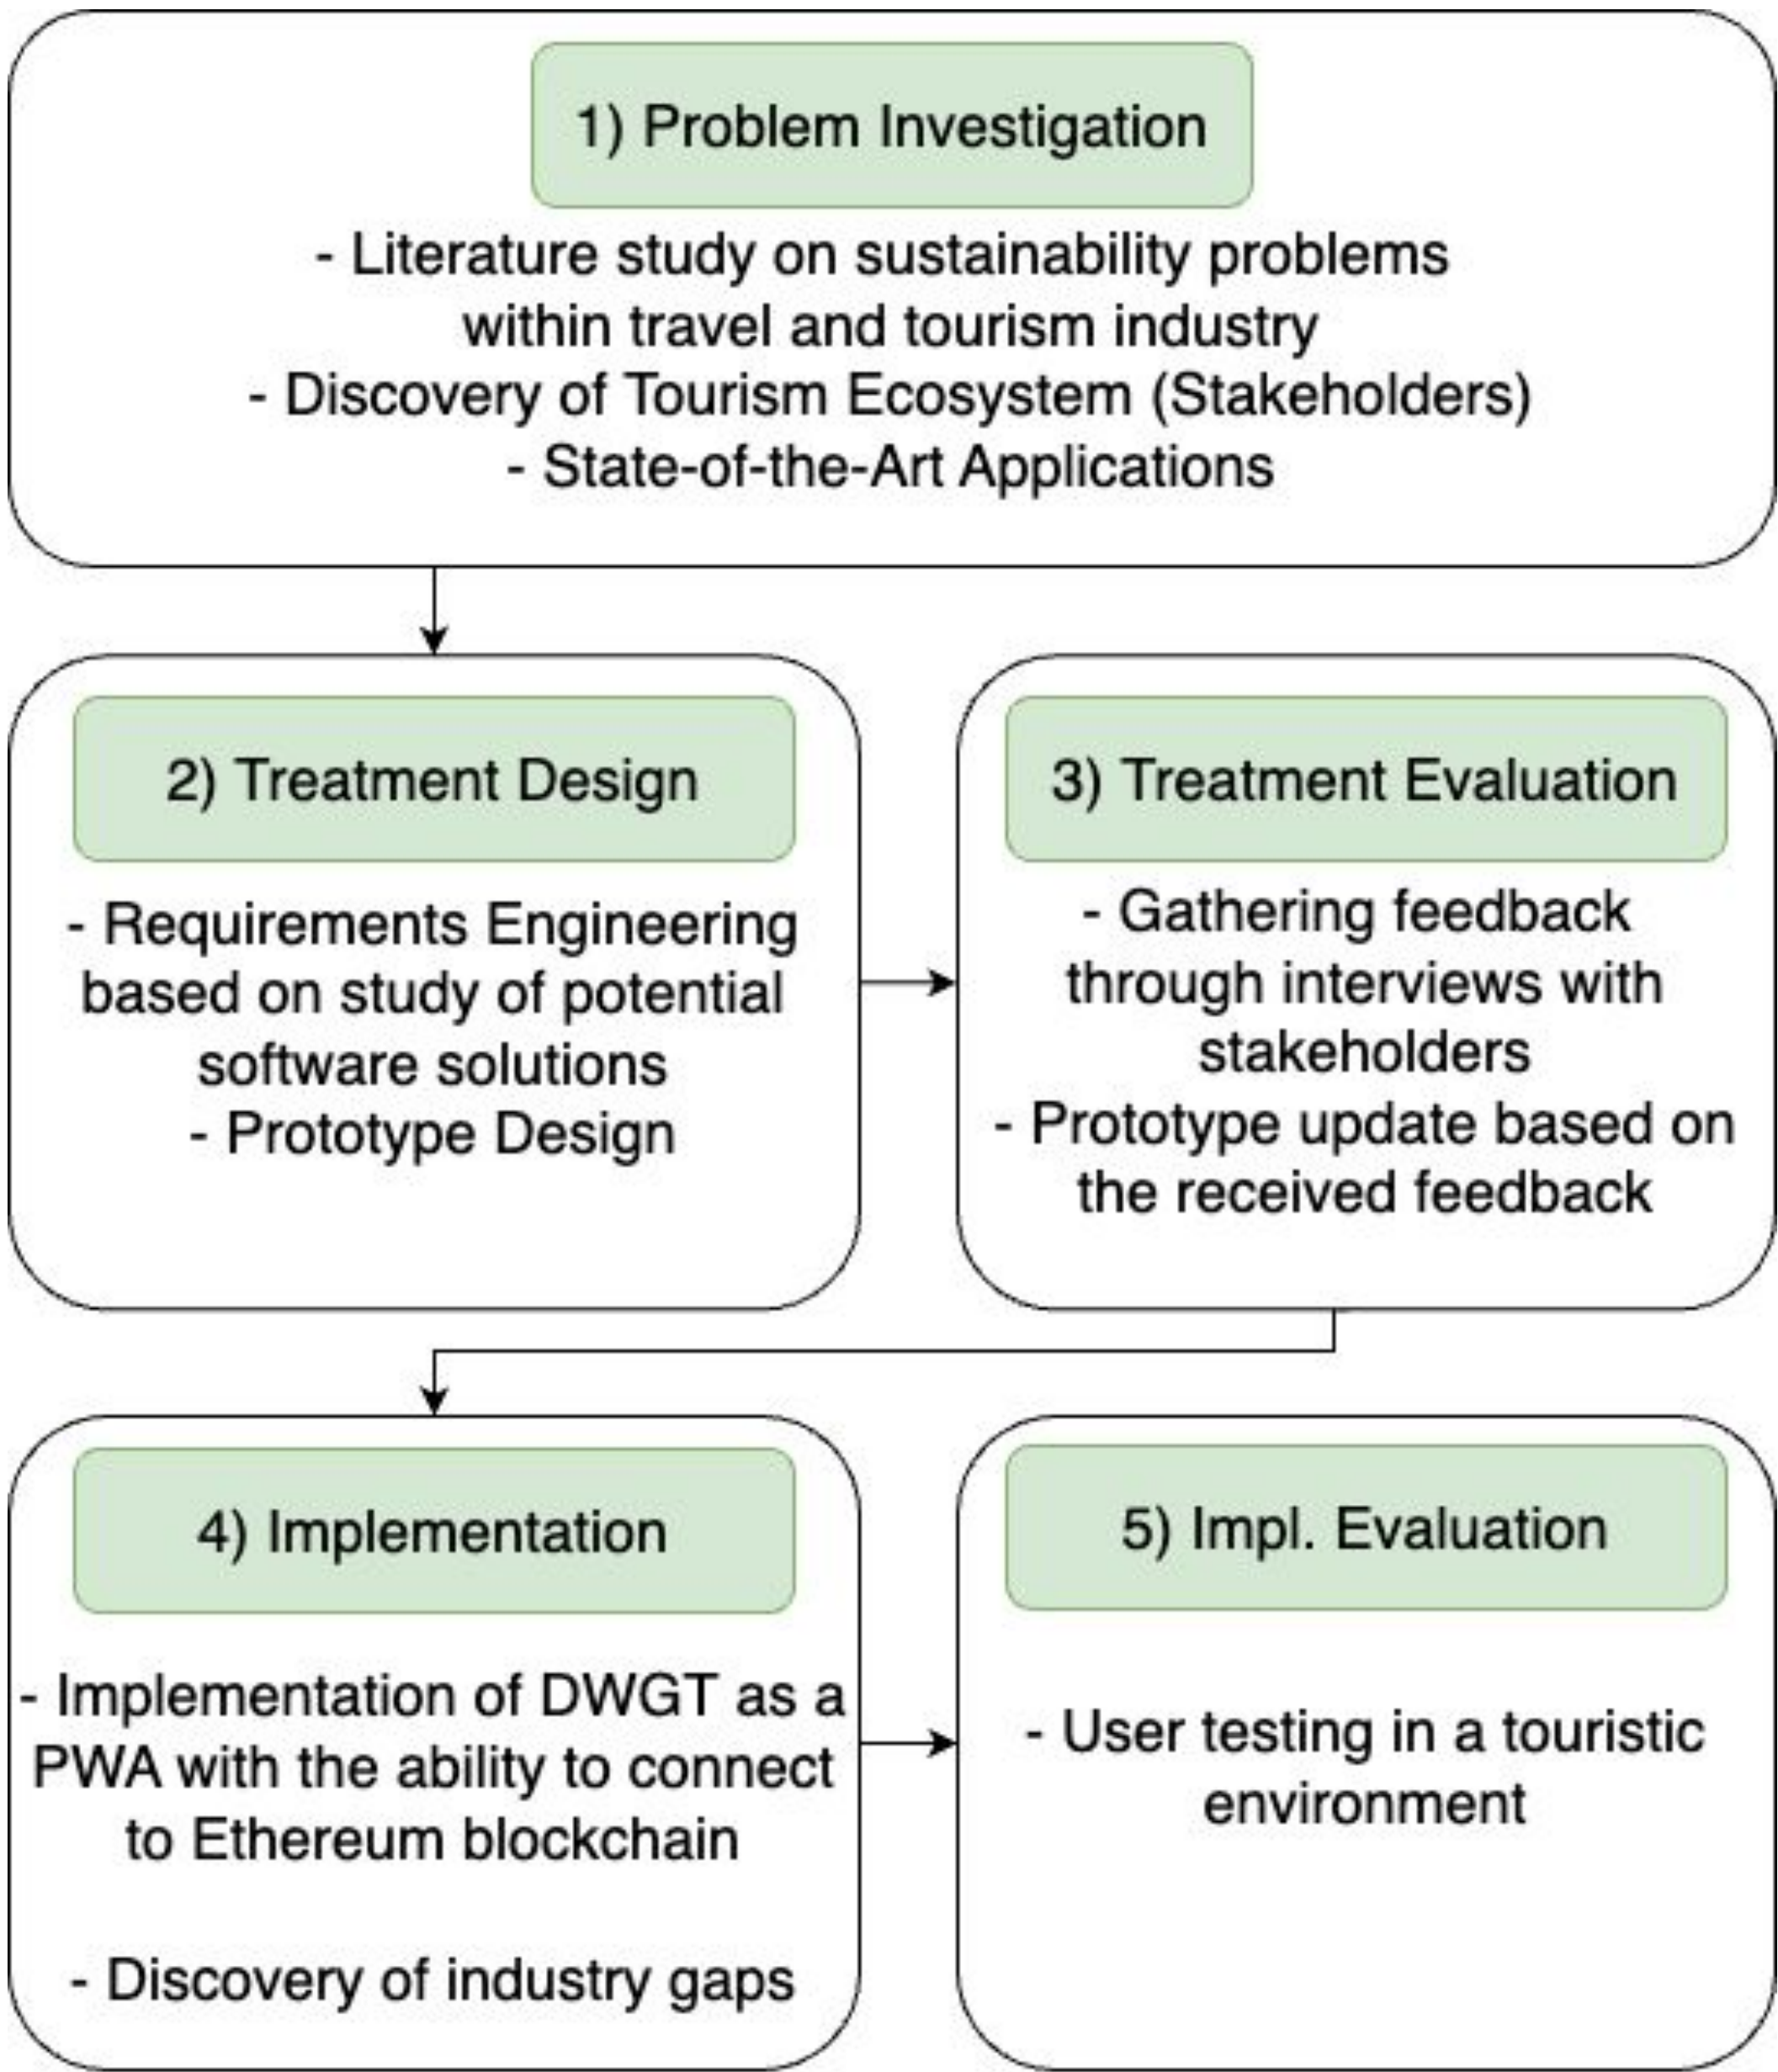 1) Problem Investigation
- Literature study on sustainability problems
within travel and tourism industry
- Discovery of Tourism Ecosystem (Stakeholders)
- State-of-the-Art Applications
2) Treatment Design
- Requirements Engineering
based on study of potential
software solutions
- Prototype Design
3) Treatment Evaluation
- Gathering feedback
through interviews with
stakeholders
- Prototype update based on
the received feedback
4) Implementation
- Implementation of DWGT as a
PWA with the ability to connect
to Ethereum blockchain
- Discovery of industry gaps
5) Impl. Evaluation
- User testing in a touristic
environment